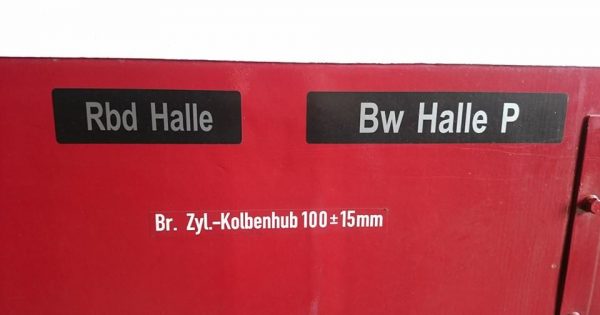 Rbd Halle
Bw Halle P
Br. Zyl.-Kolbenhub 100±15mm